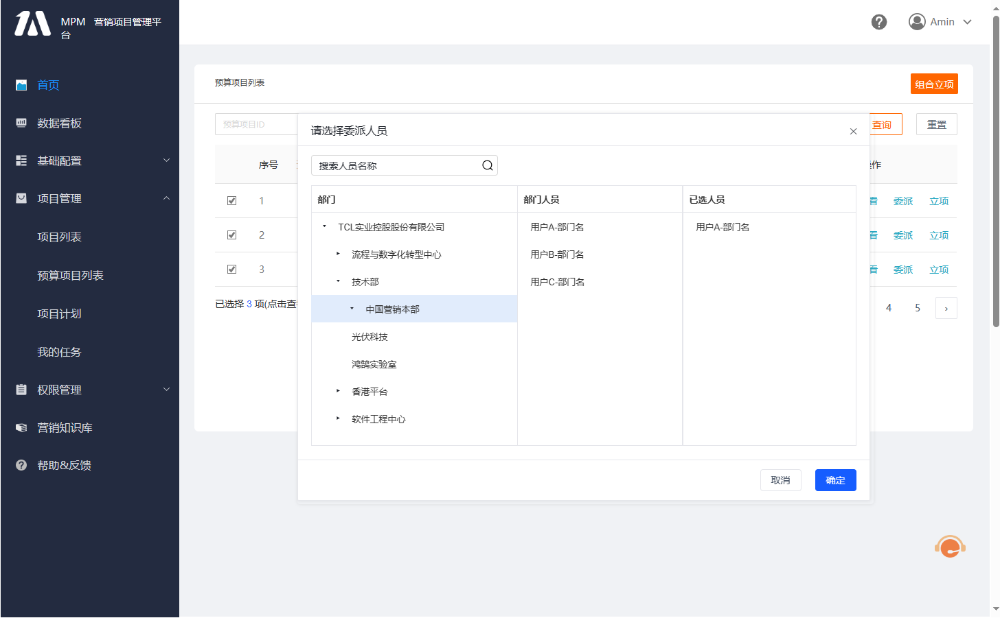 MPM 营销项目管理平
台
Amin
首页
数据看板
基础配置
项目管理
项目列表
预算项目列表
项目计划
我的任务
权限管理
营销知识库
帮助&反馈
预算项目列表
组合立项
预算项目ID
查询
重置
序号
作
1
看 委派 立项
2
看 委派 立项
3
看 委派 立项
已选择 3 项(点击查
4 5 ›
请选择委派人员
搜索人员名称
部门 部门人员 已选人员
TCL实业控股股份有限公司 用户A-部门名 用户A-部门名
流程与数字化转型中心 用户B-部门名
技术部 用户C-部门名
中国营销本部
光伏科技
鸿鹄实验室
香港平台
软件工程中心
取消 确定